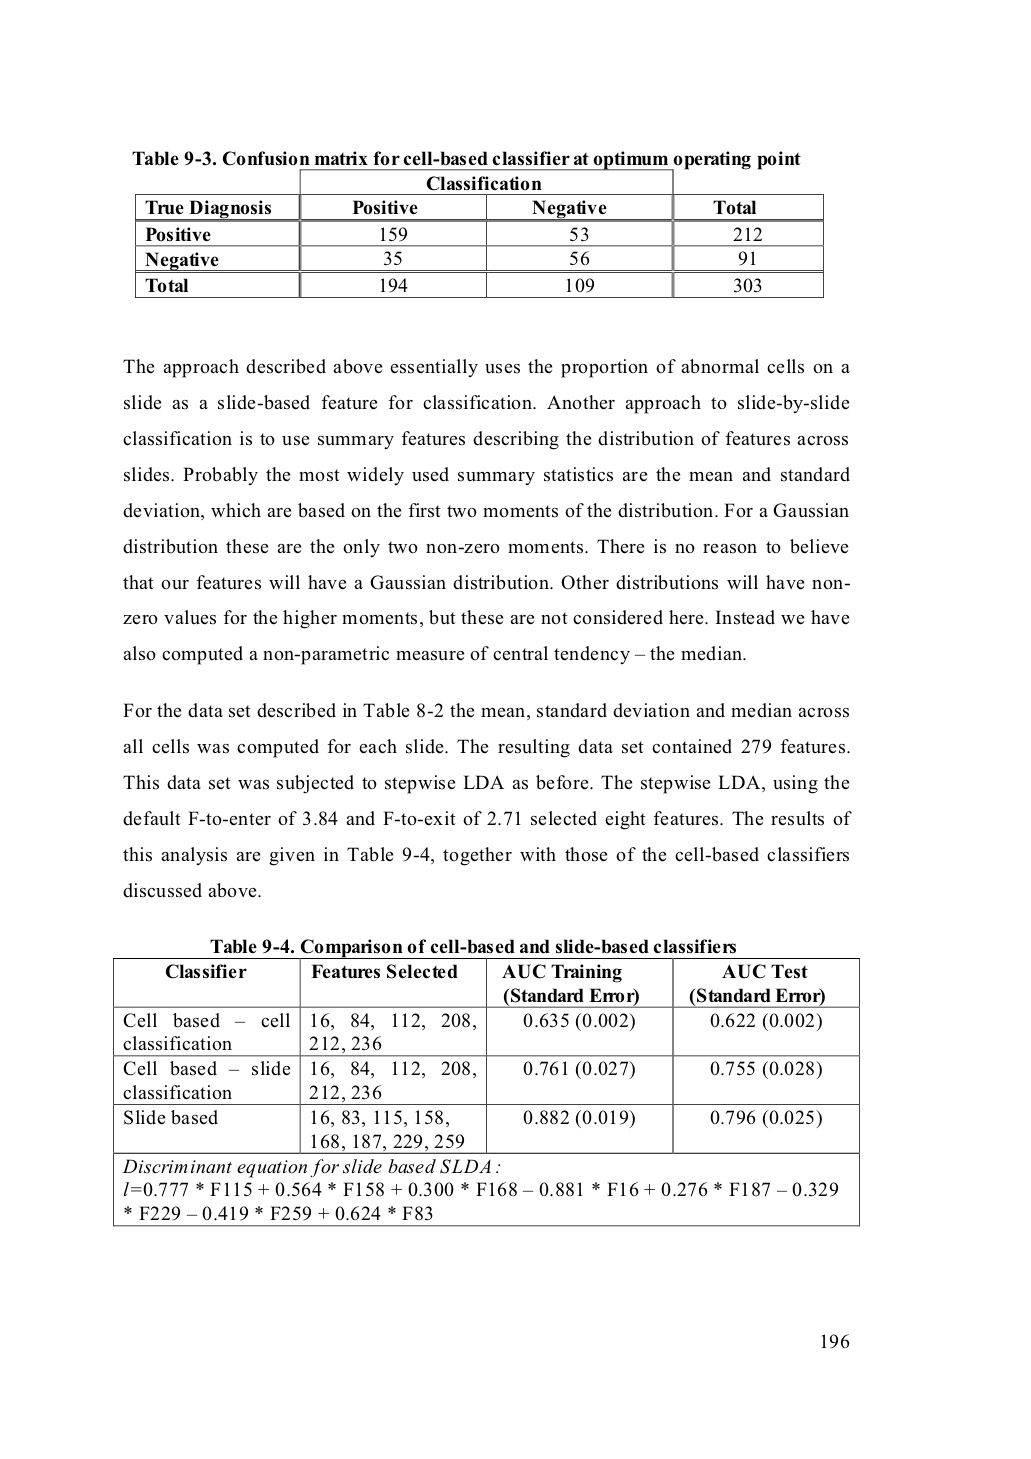 Table 9-3. Confusion matrix for cell-based classifier at optimum operating point
Classification
True Diagnosis Positive Negative Total
Positive 159 53 212
Negative 35 56 91
Total 194 109 303
The approach described above essentially uses the proportion of abnormal cells on a
slide as a slide-based feature for classification. Another approach to slide-by-slide
classification is to use summary features describing the distribution of features across
slides. Probably the most widely used summary statistics are the mean and standard
deviation, which are based on the first two moments of the distribution. For a Gaussian
distribution these are the only two non-zero moments. There is no reason to believe
that our features will have a Gaussian distribution. Other distributions will have non-
zero values for the higher moments, but these are not considered here. Instead we have
also computed a non-parametric measure of central tendency – the median.
For the data set described in Table 8-2 the mean, standard deviation and median across
all cells was computed for each slide. The resulting data set contained 279 features.
This data set was subjected to stepwise LDA as before. The stepwise LDA, using the
default F-to-enter of 3.84 and F-to-exit of 2.71 selected eight features. The results of
this analysis are given in Table 9-4, together with those of the cell-based classifiers
discussed above.
Table 9-4. Comparison of cell-based and slide-based classifiers
Classifier Features Selected AUC Training AUC Test
(Standard Error) (Standard Error)
Cell based – cell 16, 84, 112, 208, 0.635 (0.002) 0.622 (0.002)
classification 212, 236
Cell based – slide 16, 84, 112, 208, 0.761 (0.027) 0.755 (0.028)
classification 212, 236
Slide based 16, 83, 115, 158, 0.882 (0.019) 0.796 (0.025)
168, 187, 229, 259
Discriminant equation for slide based SLDA:
l=0.777 * F115 + 0.564 * F158 + 0.300 * F168 – 0.881 * F16 + 0.276 * F187 – 0.329
* F229 – 0.419 * F259 + 0.624 * F83
196